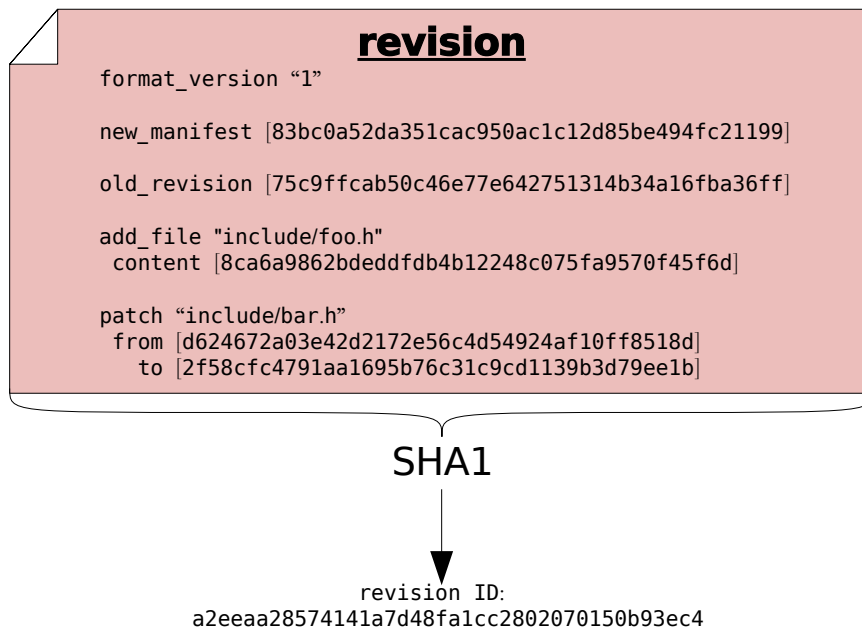 revision
format_version “1”
new_manifest [83bc0a52da351cac950ac1c12d85be494fc21199]
old_revision [75c9ffcab50c46e77e642751314b34a16fba36ff]
add_file "include/foo.h"
content [8ca6a9862bdeddfdb4b12248c075fa9570f45f6d]
patch “include/bar.h”
from [d624672a03e42d2172e56c4d54924af10ff8518d]
to [2f58cfc4791aa1695b76c31c9cd1139b3d79ee1b]
SHA1
revision ID:
a2eeaa28574141a7d48fa1cc2802070150b93ec4